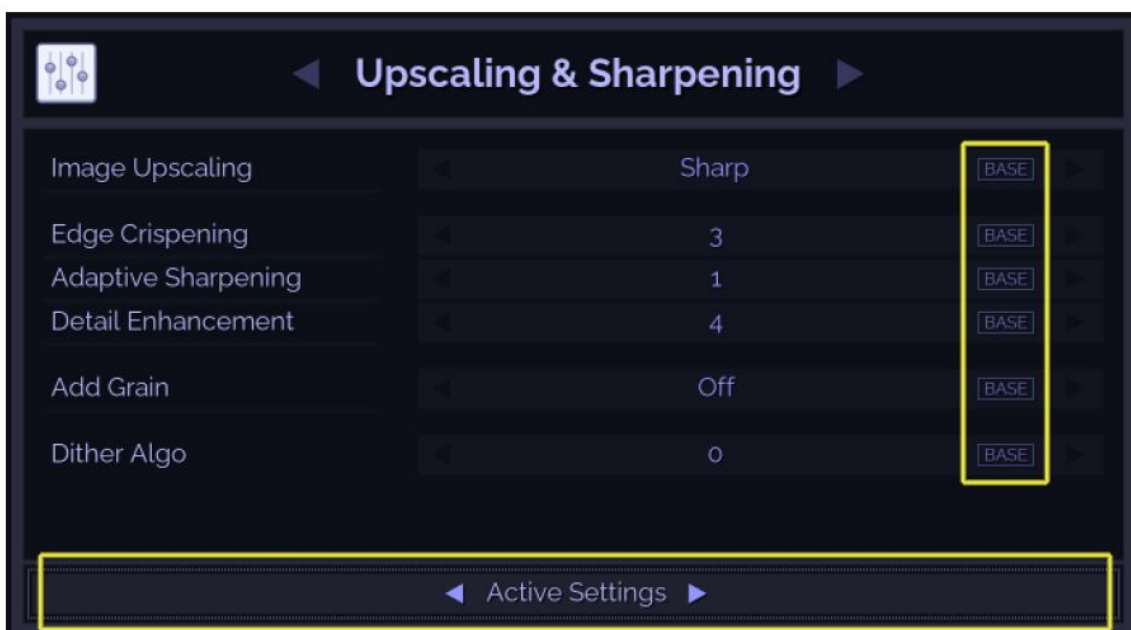 Upscaling & Sharpening
Image Upscaling Sharp BASE
Edge Crispening 3 BASE
Adaptive Sharpening 1 BASE
Detail Enhancement 4 BASE
Add Grain Off BASE
Dither Algo 0 BASE
Active Settings